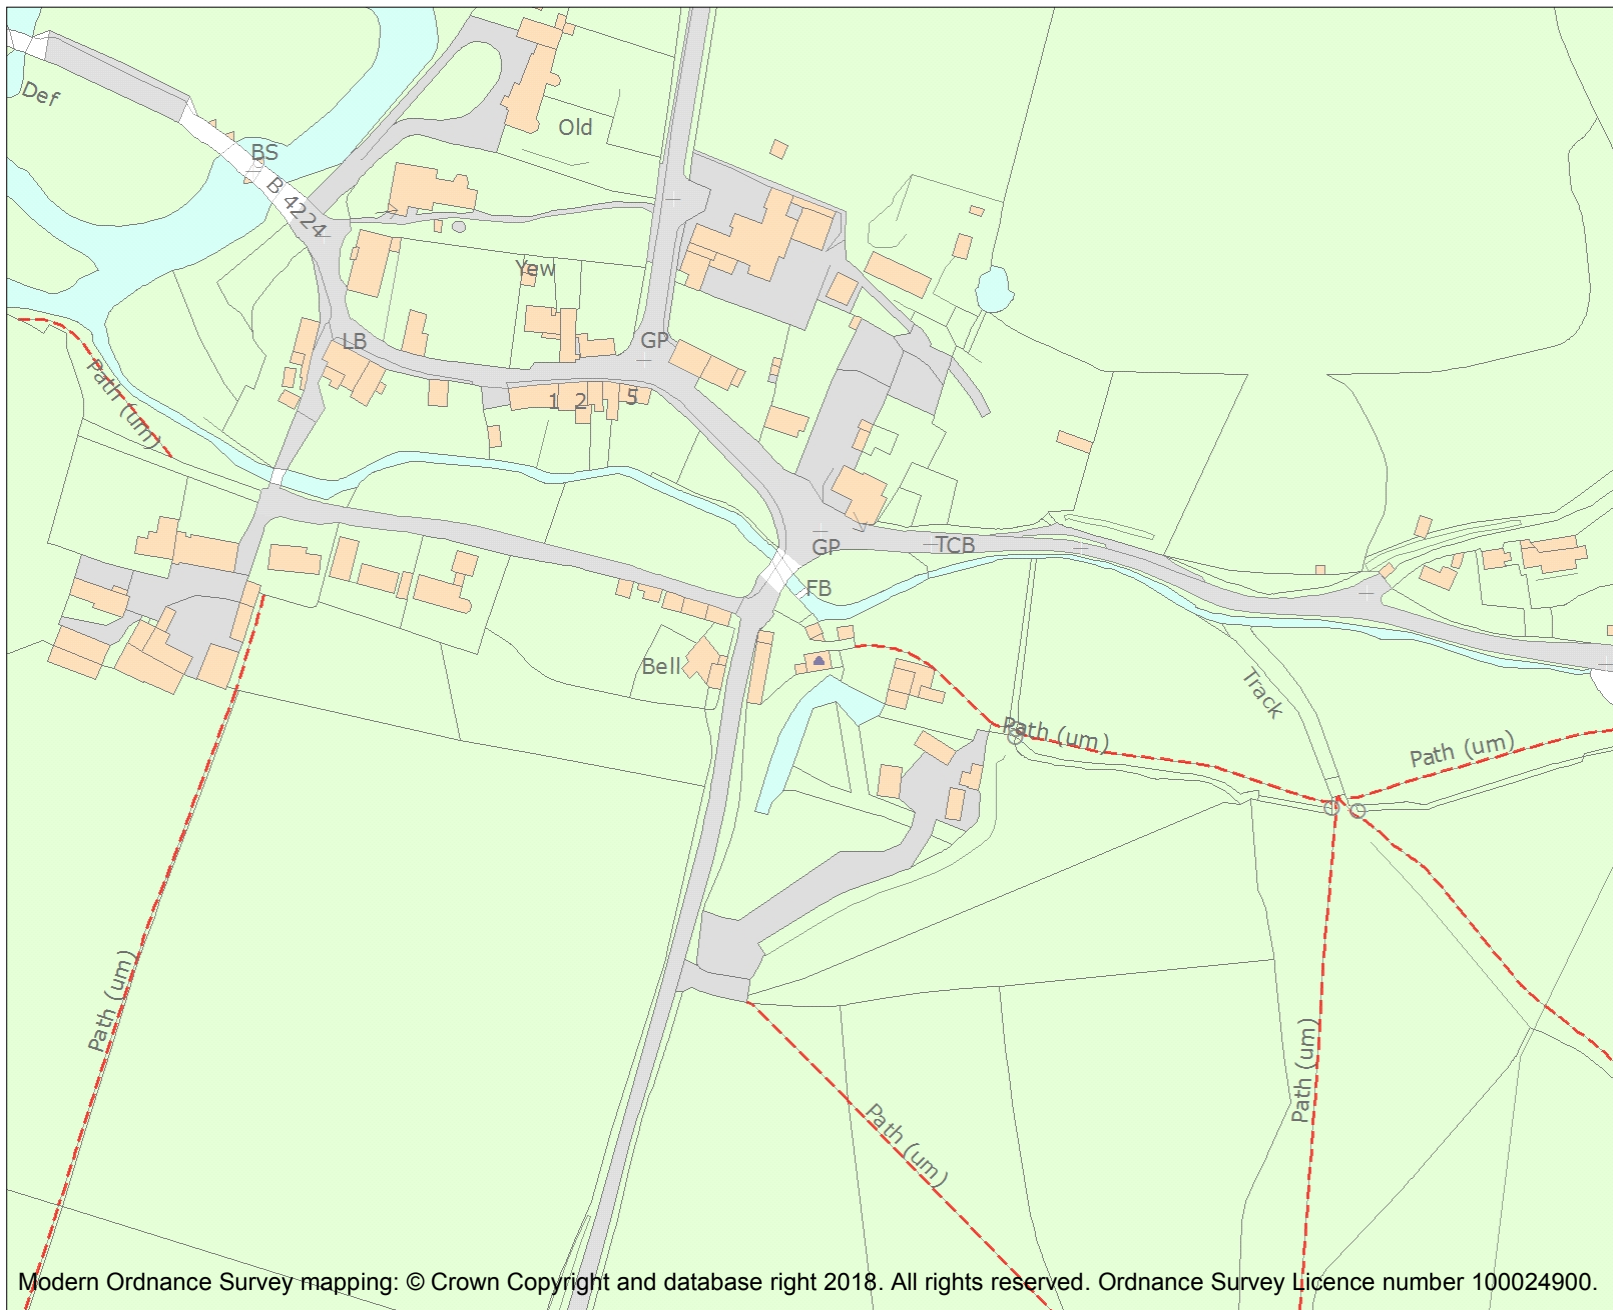 Def
BS
Old
B 4224
Yew
LB
GP
Path (um)
1 2 5
GP
TCB
FB
Bell
Track
Path (um)
Path (um)
Path (um)
Path (um)
Path (um)
Modern Ordnance Survey mapping: © Crown Copyright and database right 2018. All rights reserved. Ordnance Survey Licence number 100024900.